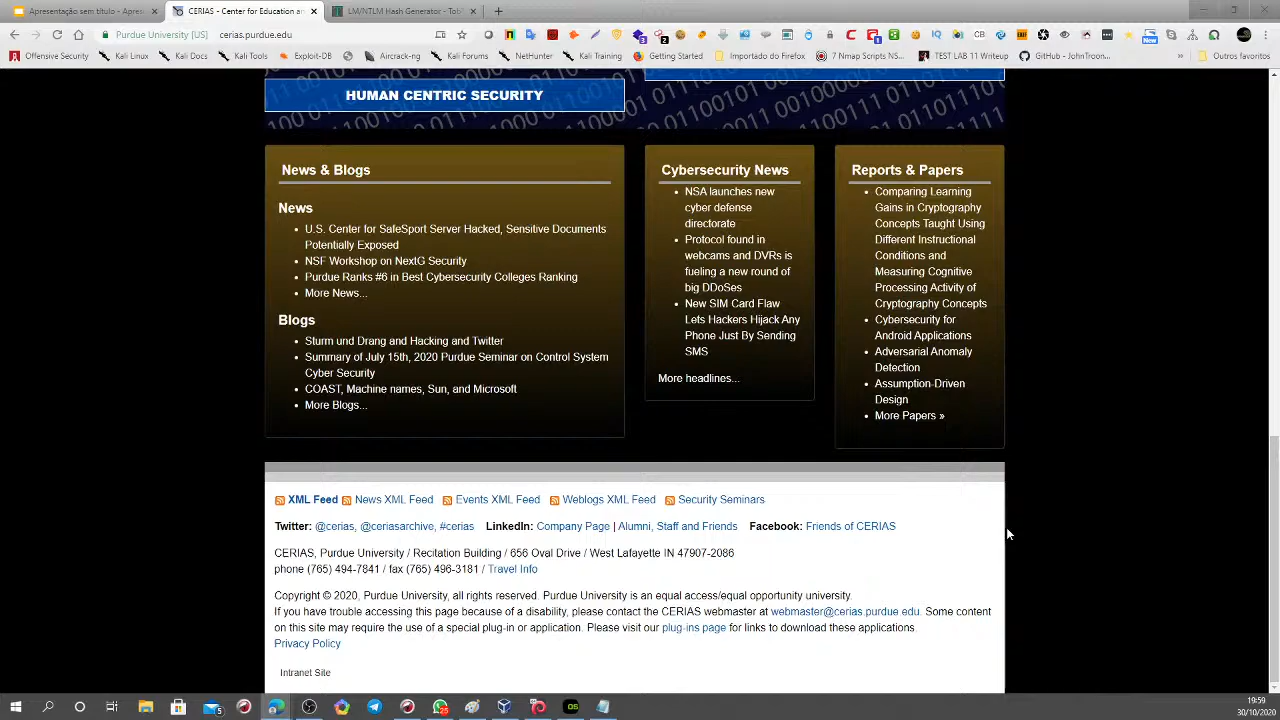 Apresentação sem título - Apres
CERIAS - Center for Education an
LM/NTLM Hash Generator - Tob
Purdue University [US]
cerias.purdue.edu
Offensive Security
Kali Linux
Kali Docs
Kali Tools
Exploit-DB
Aircrack-ng
Kali Forums
NetHunter
Kali Training
Getting Started
Importado do Firefox
7 Nmap Scripts NS...
TEST LAB 11 Writeup
GitHub - JohnTroon...
Outros favoritos
HUMAN CENTRIC SECURITY
News & Blogs
News
U.S. Center for SafeSport Server Hacked, Sensitive Documents
Potentially Exposed
NSF Workshop on NextG Security
Purdue Ranks #6 in Best Cybersecurity Colleges Ranking
More News...
Blogs
Sturm und Drang and Hacking and Twitter
Summary of July 15th, 2020 Purdue Seminar on Control System
Cyber Security
COAST, Machine names, Sun, and Microsoft
More Blogs...
Cybersecurity News
NSA launches new
cyber defense
directorate
Protocol found in
webcams and DVRs is
fueling a new round of
big DDoSes
New SIM Card Flaw
Lets Hackers Hijack Any
Phone Just By Sending
SMS
More headlines...
Reports & Papers
Comparing Learning
Gains in Cryptography
Concepts Taught Using
Different Instructional
Conditions and
Measuring Cognitive
Processing Activity of
Cryptography Concepts
Cybersecurity for
Android Applications
Adversarial Anomaly
Detection
Assumption-Driven
Design
More Papers »
XML Feed News XML Feed Events XML Feed Weblogs XML Feed Security Seminars
Twitter: @cerias, @ceriasarchive, #cerias LinkedIn: Company Page | Alumni, Staff and Friends Facebook: Friends of CERIAS
CERIAS, Purdue University / Recitation Building / 656 Oval Drive / West Lafayette IN 47907-2086
phone (765) 494-7841 / fax (765) 496-3181 / Travel Info
Copyright © 2020, Purdue University, all rights reserved. Purdue University is an equal access/equal opportunity university.
If you have trouble accessing this page because of a disability, please contact the CERIAS webmaster at webmaster@cerias.purdue.edu. Some content
on this site may require the use of a special plug-in or application. Please visit our plug-ins page for links to download these applications.
Privacy Policy
Intranet Site
19:59
30/10/2020